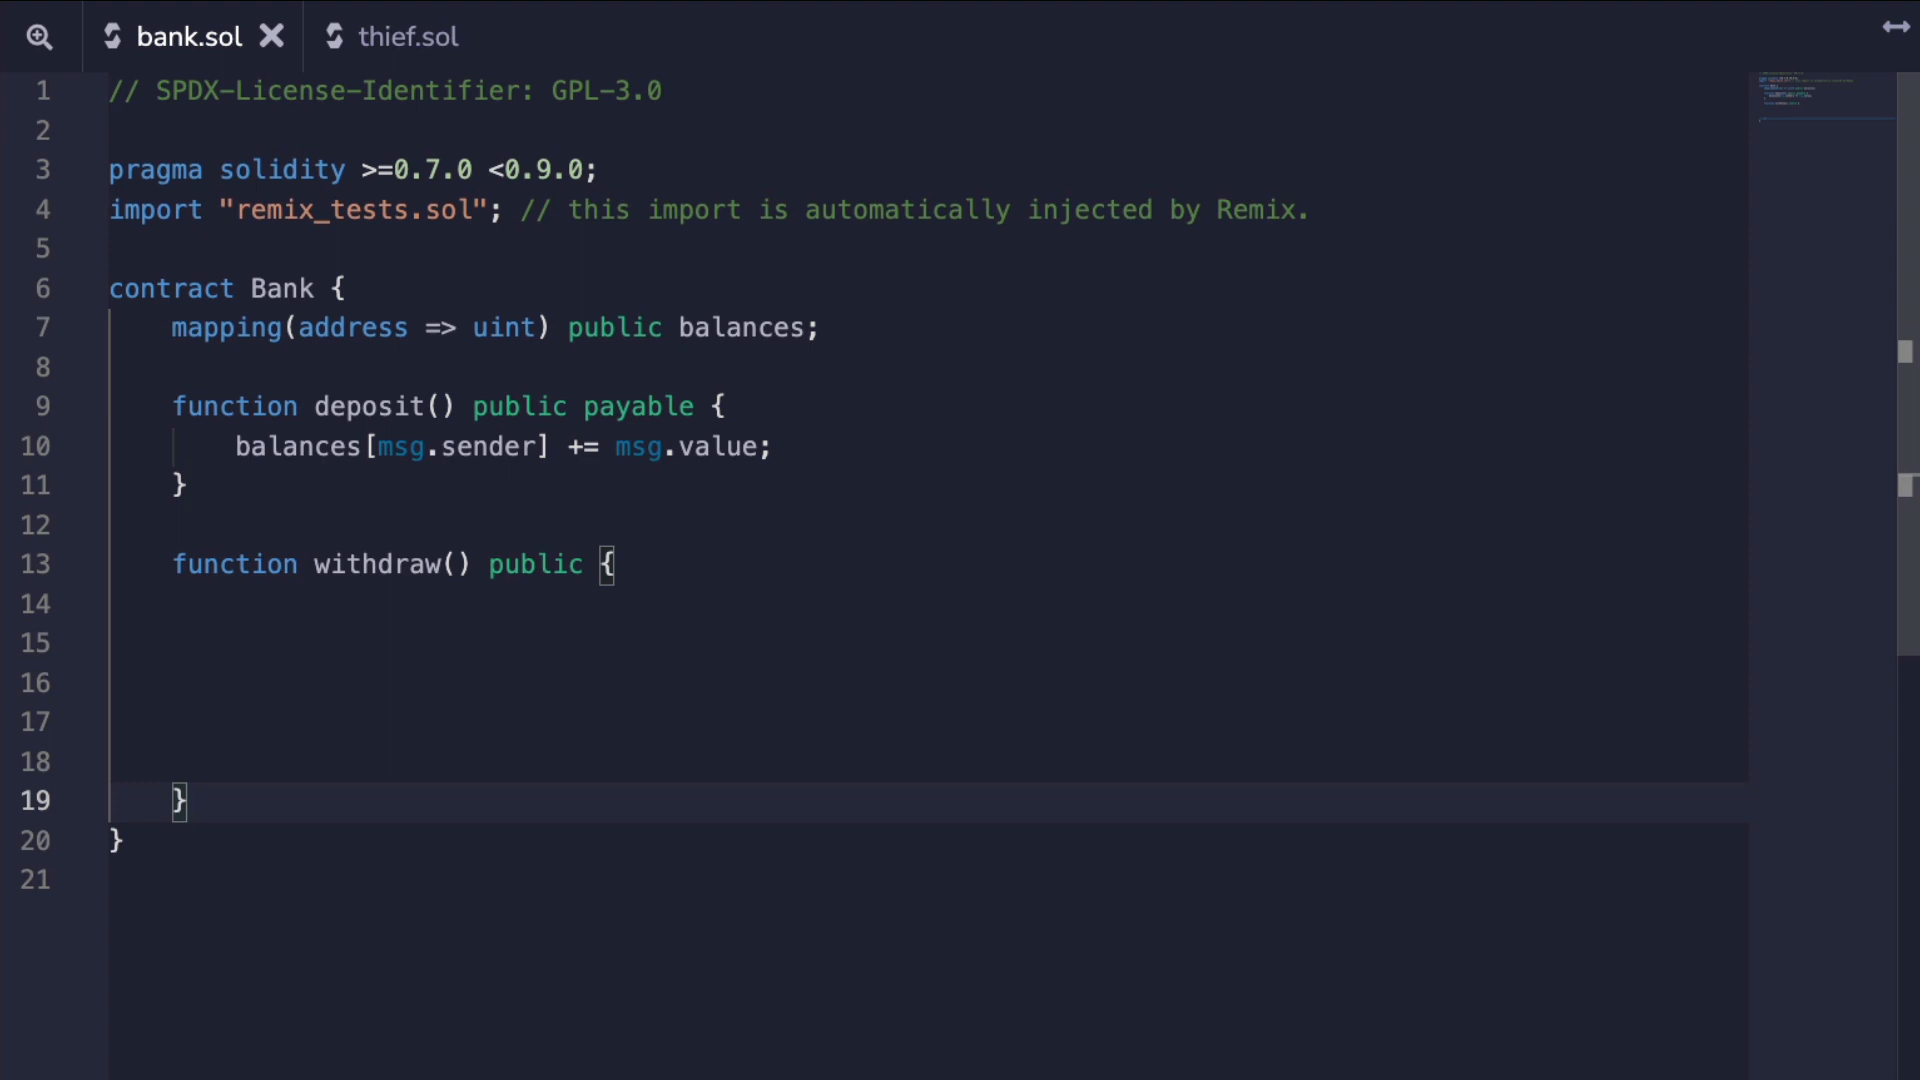 bank.sol
thief.sol
1 // SPDX-License-Identifier: GPL-3.0
2
3 pragma solidity >=0.7.0 <0.9.0;
4 import "remix_tests.sol"; // this import is automatically injected by Remix.
5
6 contract Bank {
7     mapping(address => uint) public balances;
8
9     function deposit() public payable {
10         balances[msg.sender] += msg.value;
11     }
12
13     function withdraw() public {
14
15
16
17
18
19     }
20 }
21